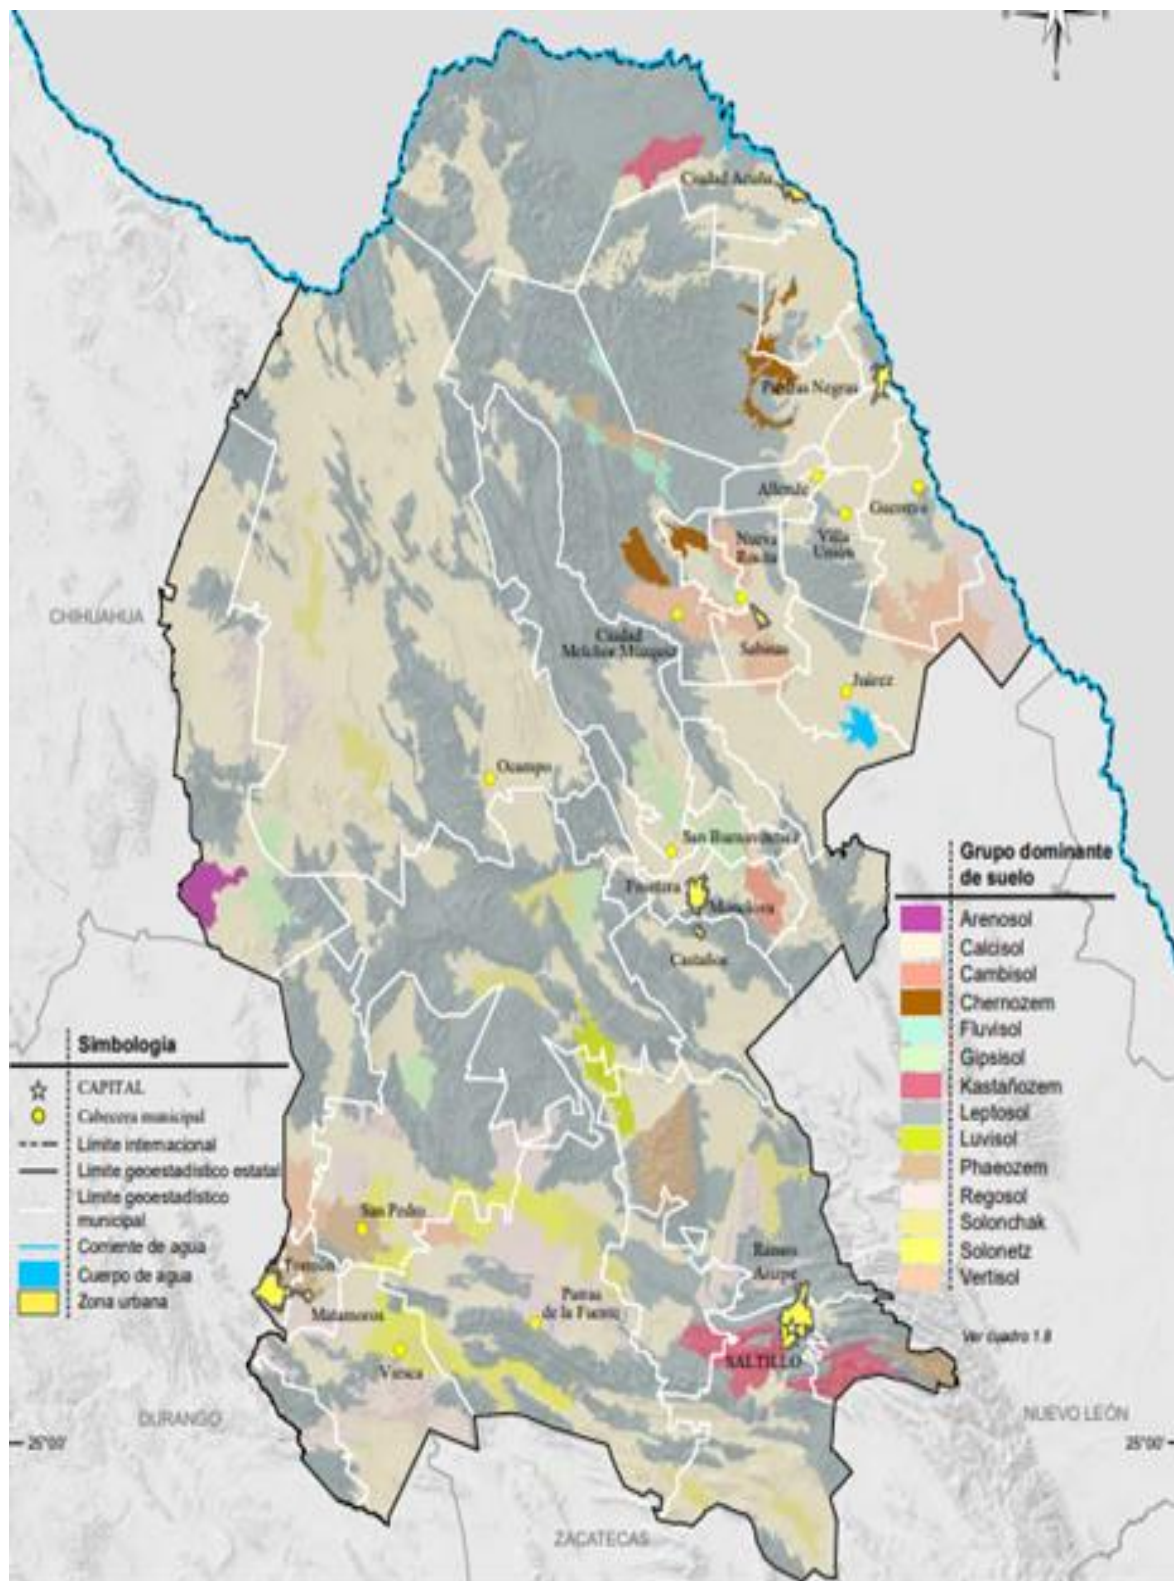 S
Ciudad Acuña
Piedras Negras
Allende
Guerrero
Nueva
Rosita
Villa
Unión
CHIHUAHUA
Ciudad
Melchor Múzquiz
Sabinas
Juárez
Ocampo
San Buenaventura
Frontera
Monclova
Castaños
Grupo dominante
de suelo
Arenosol
Calcisol
Cambisol
Chernozem
Fluvisol
Gipsisol
Kastañozem
Leptosol
Luvisol
Phaeozem
Regosol
Solonchak
Solonetz
Vertisol
Ver cuadro 1.8
Simbología
CAPITAL
Cabecera municipal
Límite internacional
Límite geoestadístico estatal
Límite geoestadístico
municipal
Corriente de agua
Cuerpo de agua
Zona urbana
San Pedro
Torreón
Matamoros
Viesca
Parras
de la Fuente
Ramos
Arizpe
SALTILLO
DURANGO
NUEVO LEÓN
25°00'
25°00'
ZACATECAS